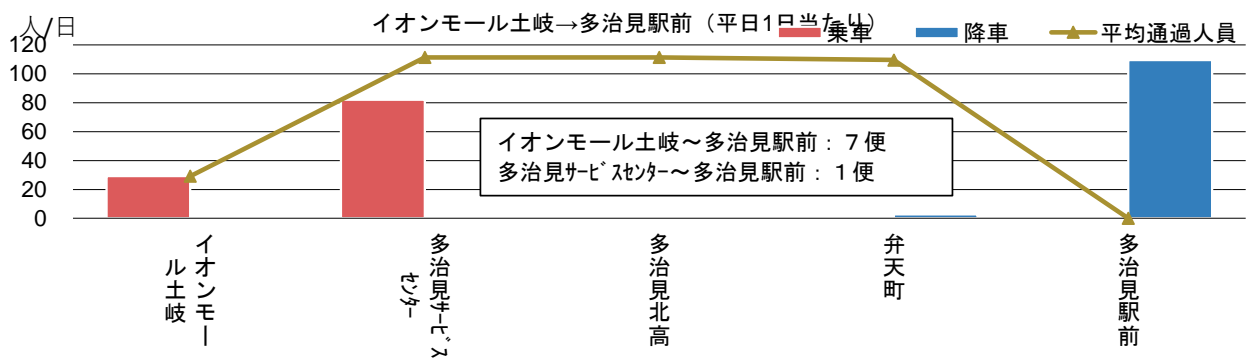 人/日
イオンモール土岐→多治見駅前（平日1日当たり）
乗車
降車
平均通過人員
120
100
80
60
40
20
0
イオンモール土岐～多治見駅前：７便
多治見ｻｰﾋﾞｽｾﾝﾀｰ～多治見駅前：１便
イオンモー
ル土岐
多治見ｻｰﾋﾞｽ
ｾﾝﾀｰ
多治見北高
弁天町
多治見駅前